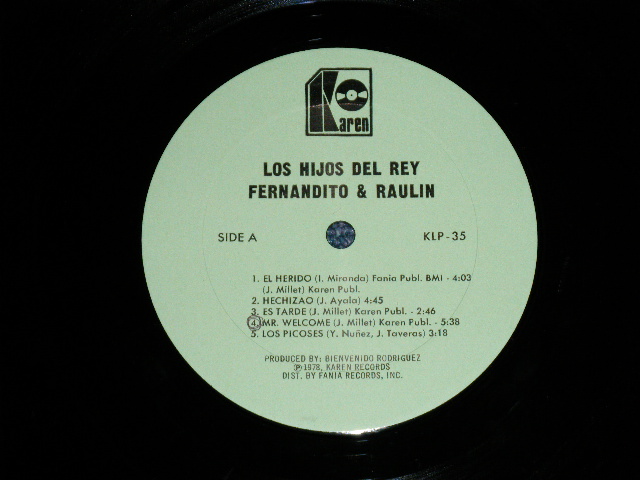 Karen
LOS HIJOS DEL REY
FERNANDITO & RAULIN
SIDE A KLP-35
1. EL HERIDO (I. Miranda) Fania Publ. BMI - 4:03
(J. Millet) Karen Publ.
2. HECHIZAO (J. Ayala) 4:45
3. ES TARDE (J. Millet) Karen Publ. - 2:46
4. MR. WELCOME (J. Millet) Karen Publ. - 5:38
5. LOS PICOSES (Y. Nuñez, J. Taveras) 3:18
PRODUCED BY: BIENVENIDO RODRIGUEZ
℗ 1978, KAREN RECORDS
DIST. BY FANIA RECORDS, INC.